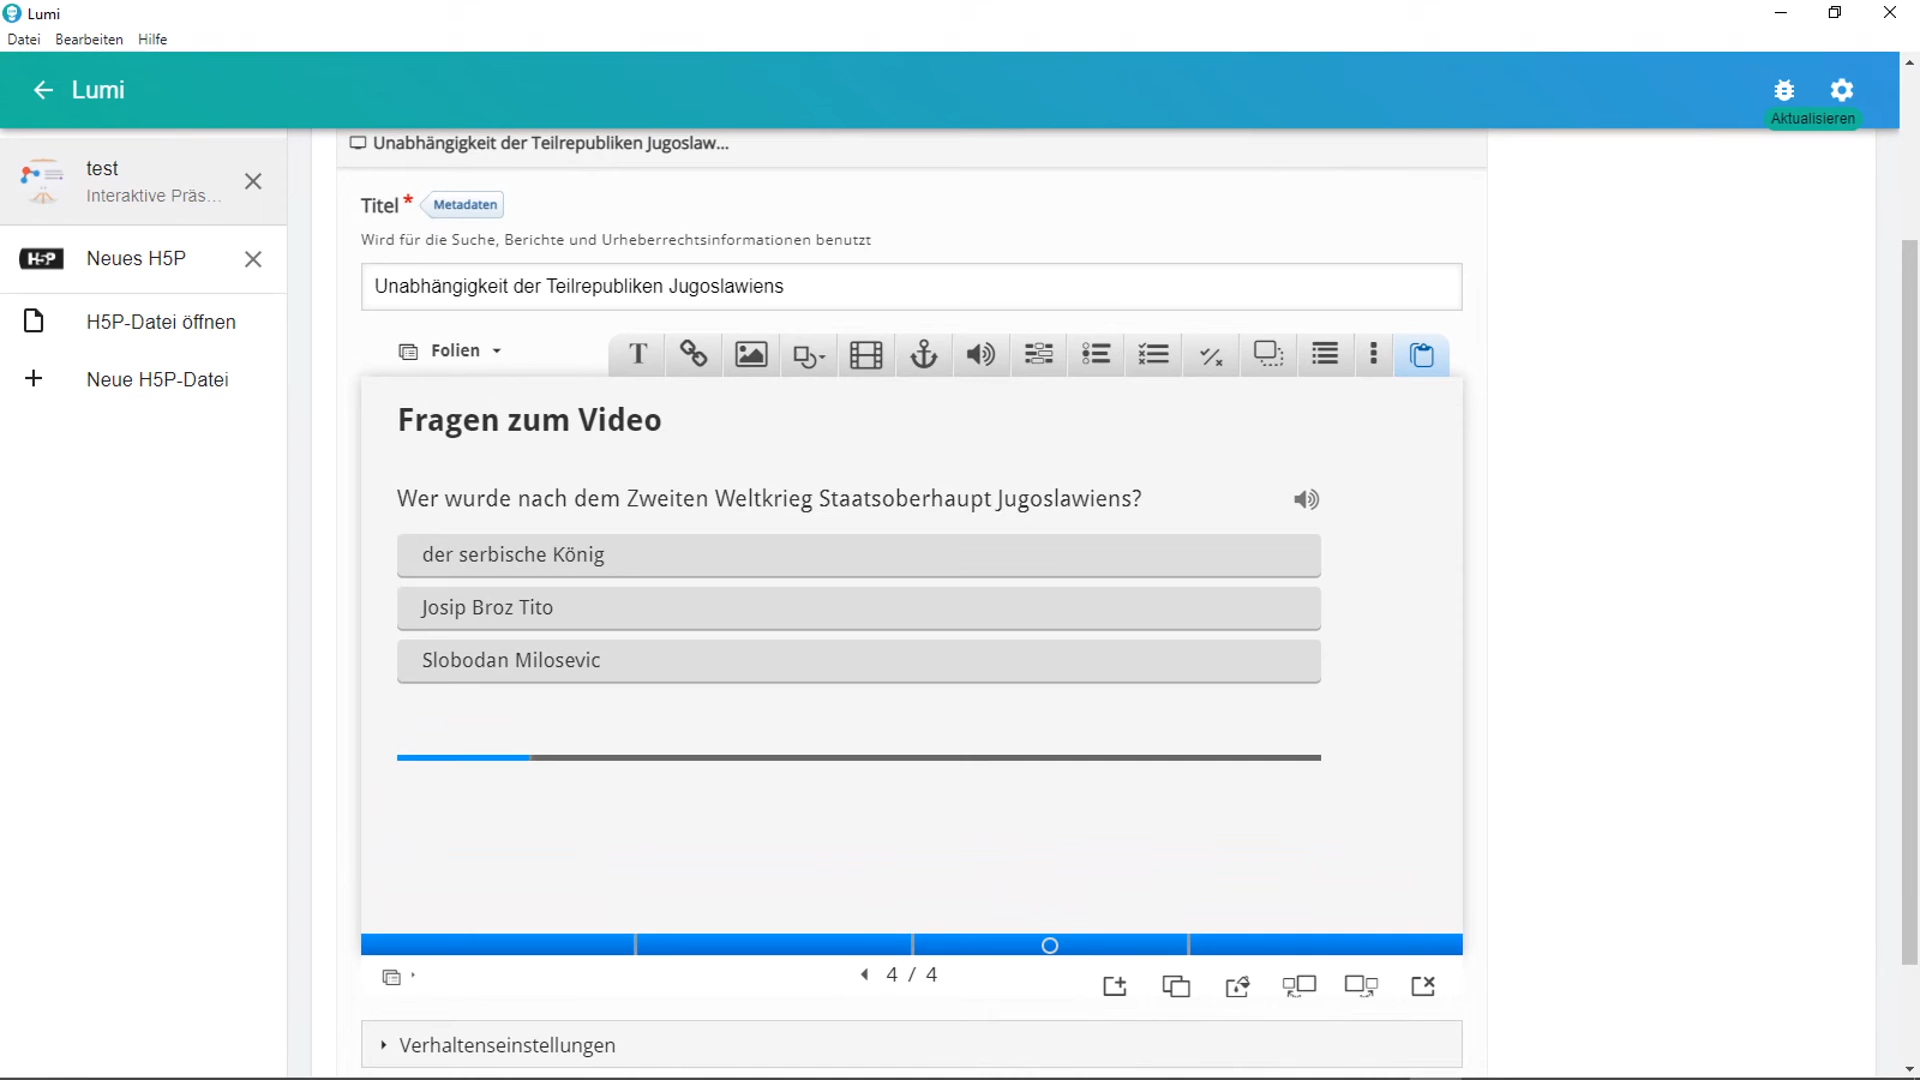 Lumi
Datei Bearbeiten Hilfe
Lumi
Aktualisieren
test
Interaktive Präs...
Neues H5P
H5P-Datei öffnen
Neue H5P-Datei
Unabhängigkeit der Teilrepubliken Jugoslaw...
Titel* Metadaten
Wird für die Suche, Berichte und Urheberrechtsinformationen benutzt
Unabhängigkeit der Teilrepubliken Jugoslawiens
Folien
Fragen zum Video
Wer wurde nach dem Zweiten Weltkrieg Staatsoberhaupt Jugoslawiens?
der serbische König
Josip Broz Tito
Slobodan Milosevic
4 / 4
Verhaltenseinstellungen